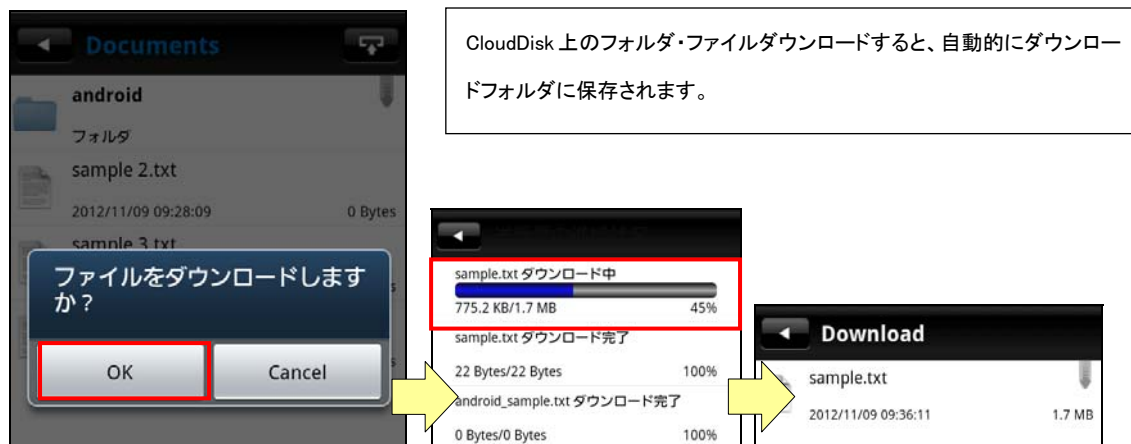 Documents
android
フォルダ
sample 2.txt
2012/11/09 09:28:09 0 Bytes
sample 3.txt
ファイルをダウンロードします
か？
OK Cancel
CloudDisk 上のフォルダ・ファイルダウンロードすると、自動的にダウンロー
ドフォルダに保存されます。
sample.txt ダウンロード中
775.2 KB/1.7 MB 45%
sample.txt ダウンロード完了
22 Bytes/22 Bytes 100%
android_sample.txt ダウンロード完了
0 Bytes/0 Bytes 100%
Download
sample.txt
2012/11/09 09:36:11 1.7 MB